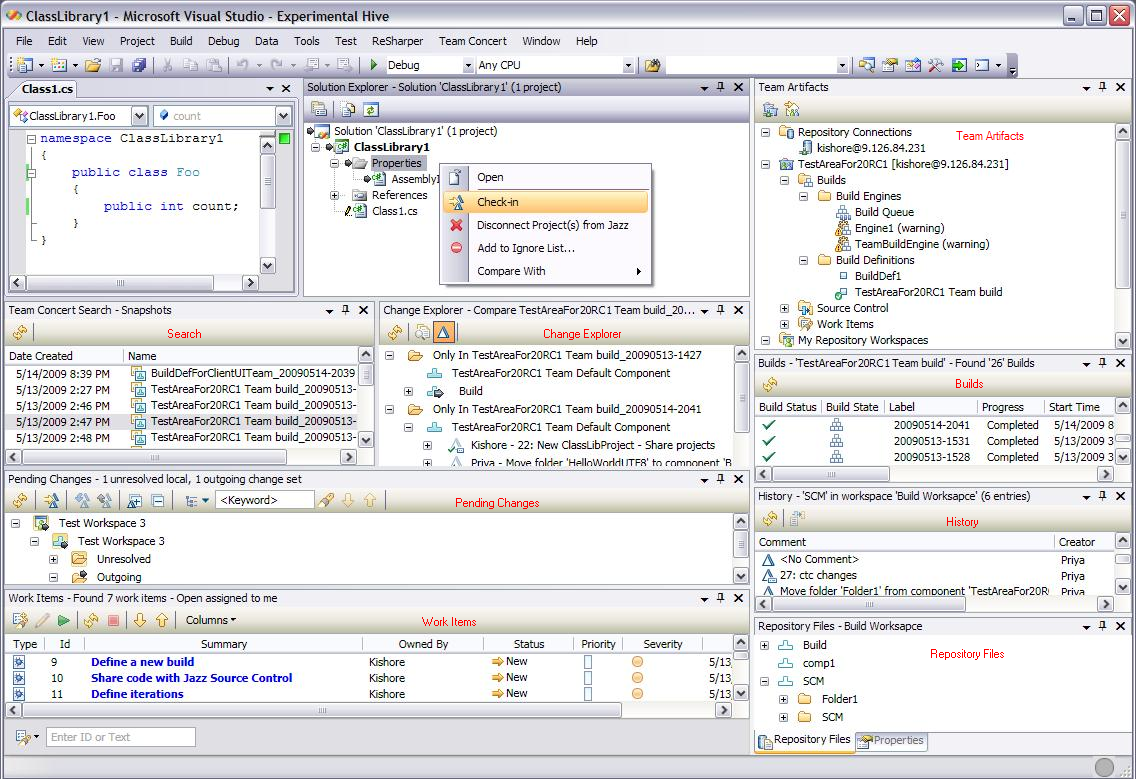 ClassLibrary1 - Microsoft Visual Studio - Experimental Hive
File Edit View Project Build Debug Data Tools Test ReSharper Team Concert Window Help
Debug Any CPU
Class1.cs
ClassLibrary1.Foo count
namespace ClassLibrary1
{
public class Foo
{
public int count;
}
}
Solution Explorer - Solution 'ClassLibrary1' (1 project)
Solution 'ClassLibrary1' (1 project)
ClassLibrary1
Properties
AssemblyI
References
Class1.cs
Open
Check-in
Disconnect Project(s) from Jazz
Add to Ignore List...
Compare With
Team Artifacts
Team Artifacts
Repository Connections
kishore@9.126.84.231
TestAreaFor20RC1 [kishore@9.126.84.231]
Builds
Build Engines
Build Queue
Engine1 (warning)
TeamBuildEngine (warning)
Build Definitions
BuildDef1
TestAreaFor20RC1 Team build
Source Control
Work Items
My Repository Workspaces
Team Concert Search - Snapshots
Search
Date Created Name
5/14/2009 8:39 PM BuildDefForClientUITeam_20090514-2039
5/13/2009 2:27 PM TestAreaFor20RC1 Team build_20090513-
5/13/2009 2:46 PM TestAreaFor20RC1 Team build_20090513-
5/13/2009 2:47 PM TestAreaFor20RC1 Team build_20090513-
5/13/2009 2:48 PM TestAreaFor20RC1 Team build_20090513-
Change Explorer - Compare TestAreaFor20RC1 Team build_20...
Change Explorer
Only In TestAreaFor20RC1 Team build_20090513-1427
TestAreaFor20RC1 Team Default Component
Build
Only In TestAreaFor20RC1 Team build_20090514-2041
TestAreaFor20RC1 Team Default Component
Kishore - 22: New ClassLibProject - Share projects
Priya - Move folder 'HelloWorldUTF8' to component 'B
Builds - 'TestAreaFor20RC1 Team build' - Found '26' Builds
Builds
Build Status Build State Label Progress Start Time
20090514-2041 Completed 5/14/2009 8
20090513-1531 Completed 5/13/2009 3
20090513-1528 Completed 5/13/2009 3
Pending Changes - 1 unresolved local, 1 outgoing change set
<Keyword>
Pending Changes
Test Workspace 3
Test Workspace 3
Unresolved
Outgoing
History - 'SCM' in workspace 'Build Worksapce' (6 entries)
History
Comment Creator
<No Comment> Priya
27: ctc changes Priya
Move folder 'Folder1' from component 'TestAreaFor20RC Priya
Work Items - Found 7 work items - Open assigned to me
Columns
Work Items
Type Id Summary Owned By Status Priority Severity
9 Define a new build Kishore New 5/13
10 Share code with Jazz Source Control Kishore New 5/13
11 Define iterations Kishore New 5/13
Enter ID or Text
Repository Files - Build Worksapce
Repository Files
Build
comp1
SCM
Folder1
SCM
Repository Files Properties